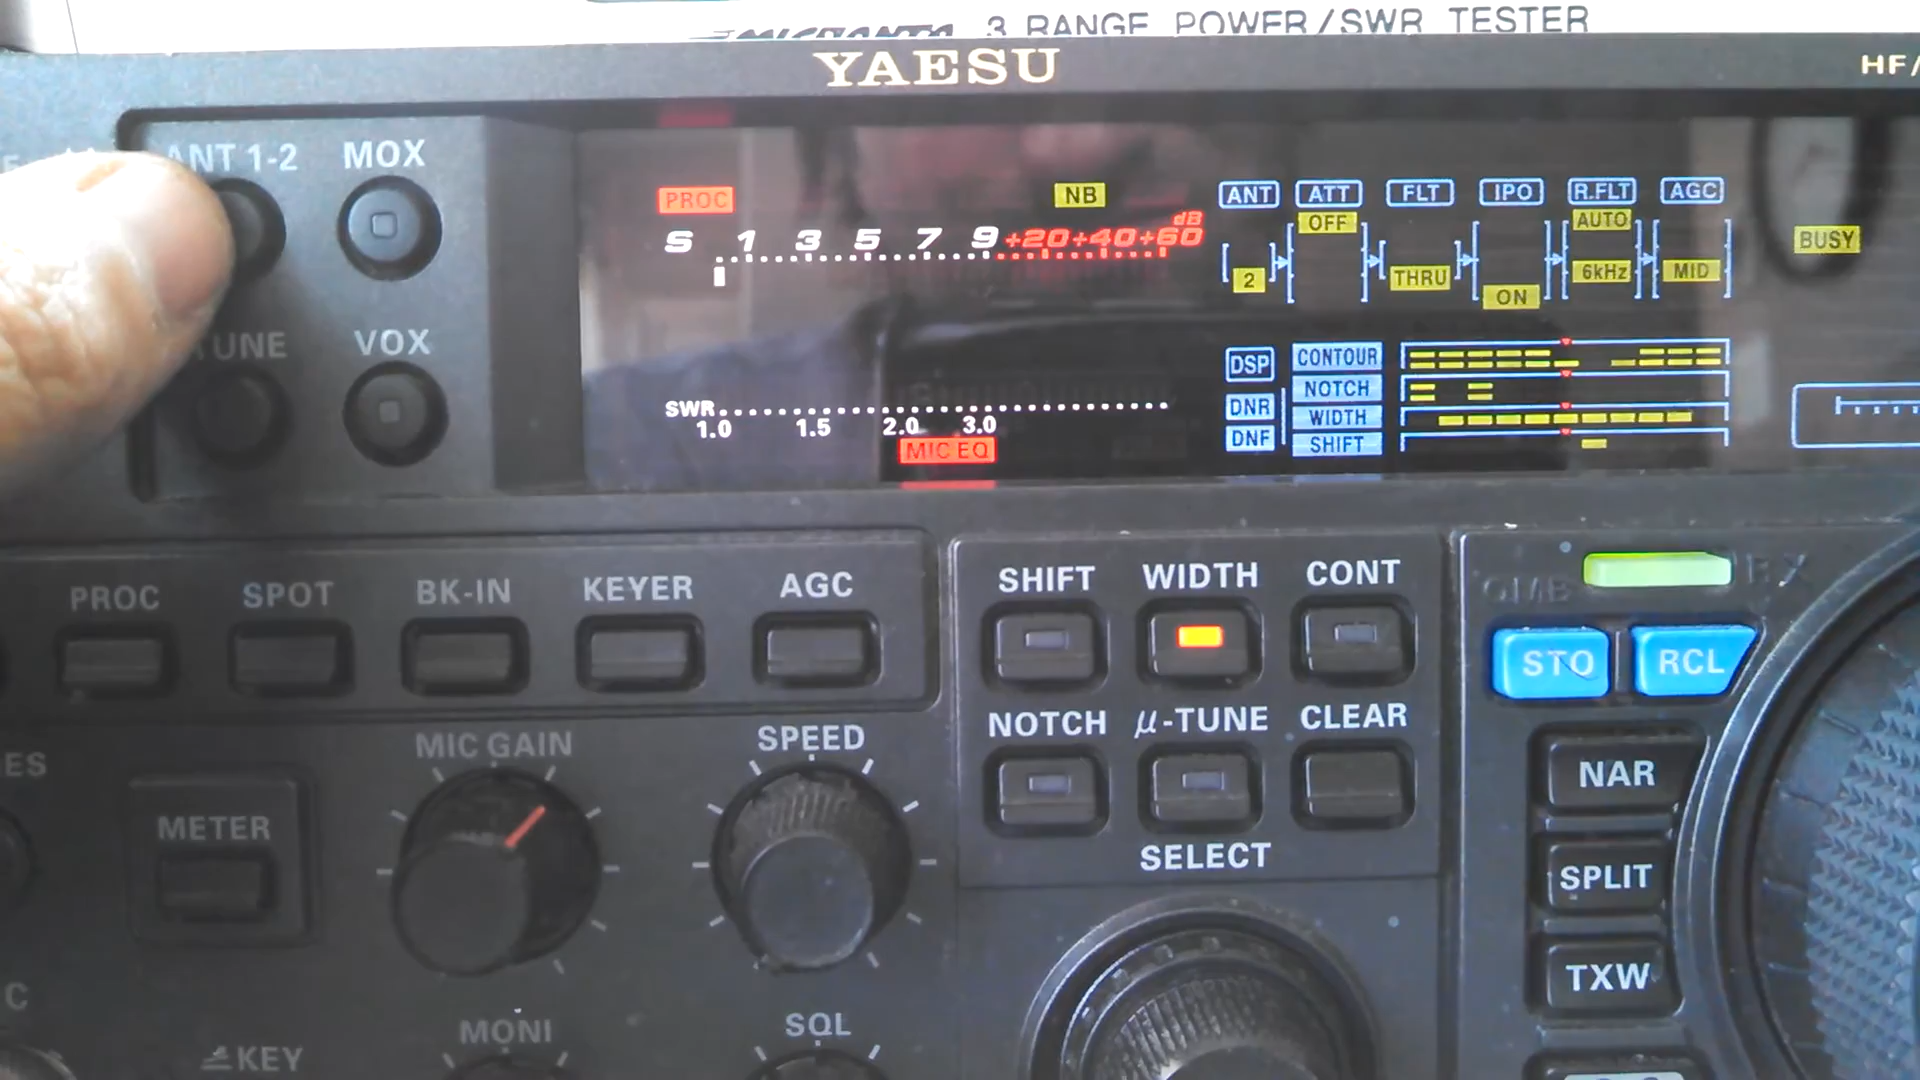 3 RANGE POWER/SWR TESTER
YAESU
HF/
ANT 1-2
MOX
PROC
NB
ANT
ATT
FLT
IPO
R.FLT
AGC
OFF
AUTO
dB
S 1 3 5 7 9 +20 +40 +60
BUSY
2
THRU
ON
6kHz
MID
TUNE
VOX
DSP
CONTOUR
NOTCH
DNR
WIDTH
DNF
SHIFT
SWR
1.0 1.5 2.0 3.0
MIC EQ
PROC
SPOT
BK-IN
KEYER
AGC
SHIFT
WIDTH
CONT
QMB
RX
STO
RCL
NOTCH
µ-TUNE
CLEAR
ES
MIC GAIN
SPEED
NAR
METER
SELECT
SPLIT
TXW
C
MONI
SQL
KEY